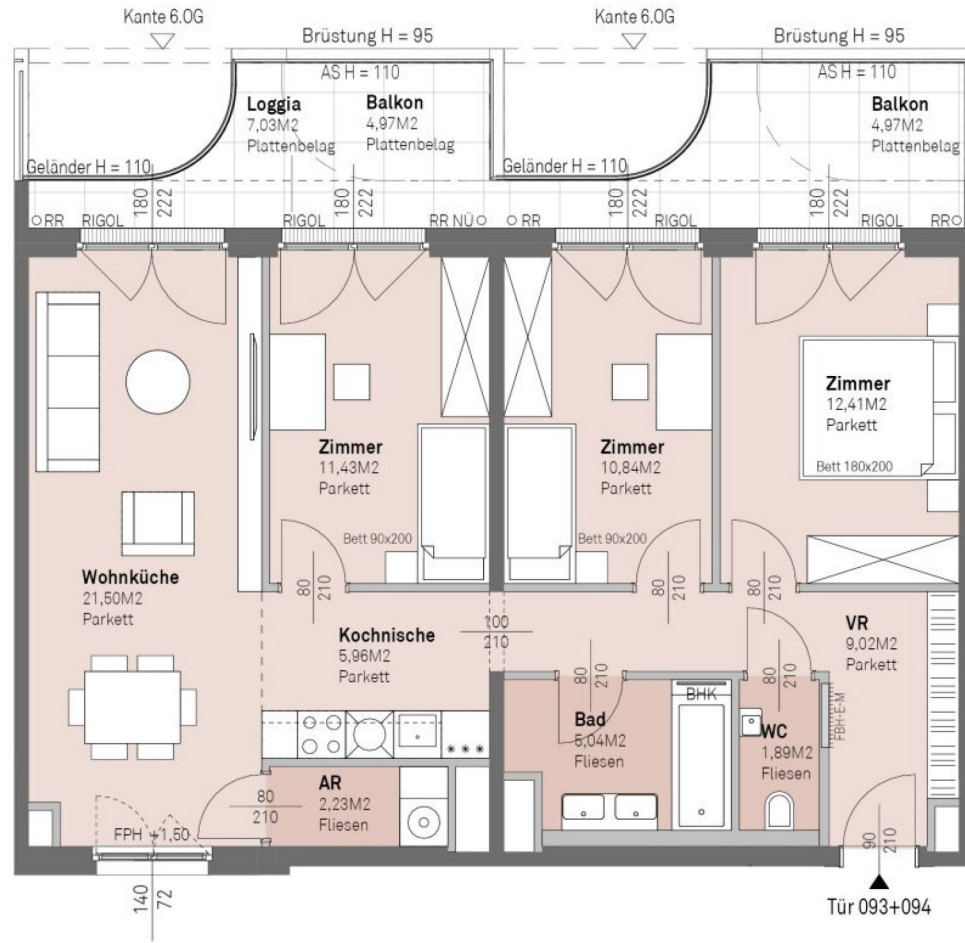 Kante 6.OG
Kante 6.OG
Brüstung H = 95
Brüstung H = 95
AS H = 110
AS H = 110
Loggia
7,03M2
Plattenbelag
Balkon
4,97M2
Plattenbelag
Balkon
4,97M2
Plattenbelag
Geländer H = 110
Geländer H = 110
180
222
180
222
180
222
180
222
RR
RIGOL
RIGOL
RR NÜ
RR
RIGOL
RIGOL
RR
Zimmer
11,43M2
Parkett
Bett 90x200
Zimmer
10,84M2
Parkett
Bett 90x200
Zimmer
12,41M2
Parkett
Bett 180x200
Wohnküche
21,50M2
Parkett
80
210
80
210
80
210
Kochnische
5,96M2
Parkett
100
210
VR
9,02M2
Parkett
80
210
80
210
BHK
FBH-E-M
Bad
5,04M2
Fliesen
WC
1,89M2
Fliesen
AR
2,23M2
Fliesen
80
210
FPH +1,50
90
210
140
72
Tür 093+094